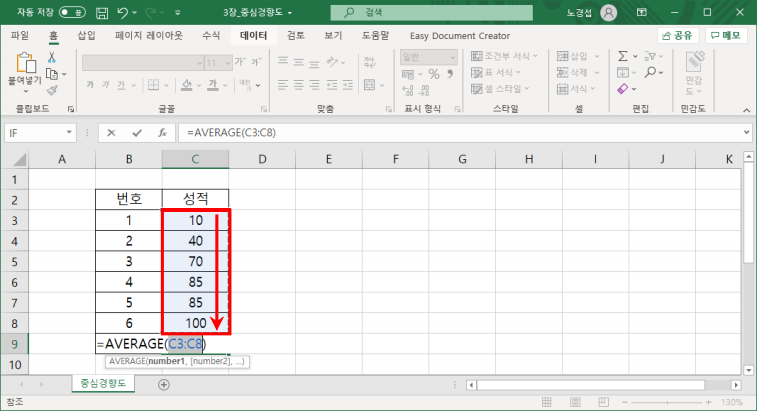 자동 저장 끔 3장_중심경향도 검색 노경섭
파일 홈 삽입 페이지 레이아웃 수식 데이터 검토 보기 도움말 Easy Document Creator 공유 메모
붙여넣기 가 가 가 11 가 가 일반 % 조건부 서식 표 서식 셀 스타일 삽입 삭제 서식 민감도
클립보드 글꼴 맞춤 표시 형식 스타일 셀 편집 민감도
IF =AVERAGE(C3:C8)
A B C D E F G H I J K
1
2 번호 성적
3 1 10
4 2 40
5 3 70
6 4 85
7 5 85
8 6 100
9 =AVERAGE(C3:C8)
AVERAGE(number1, [number2], ...)
10
중심경향도
참조 130%